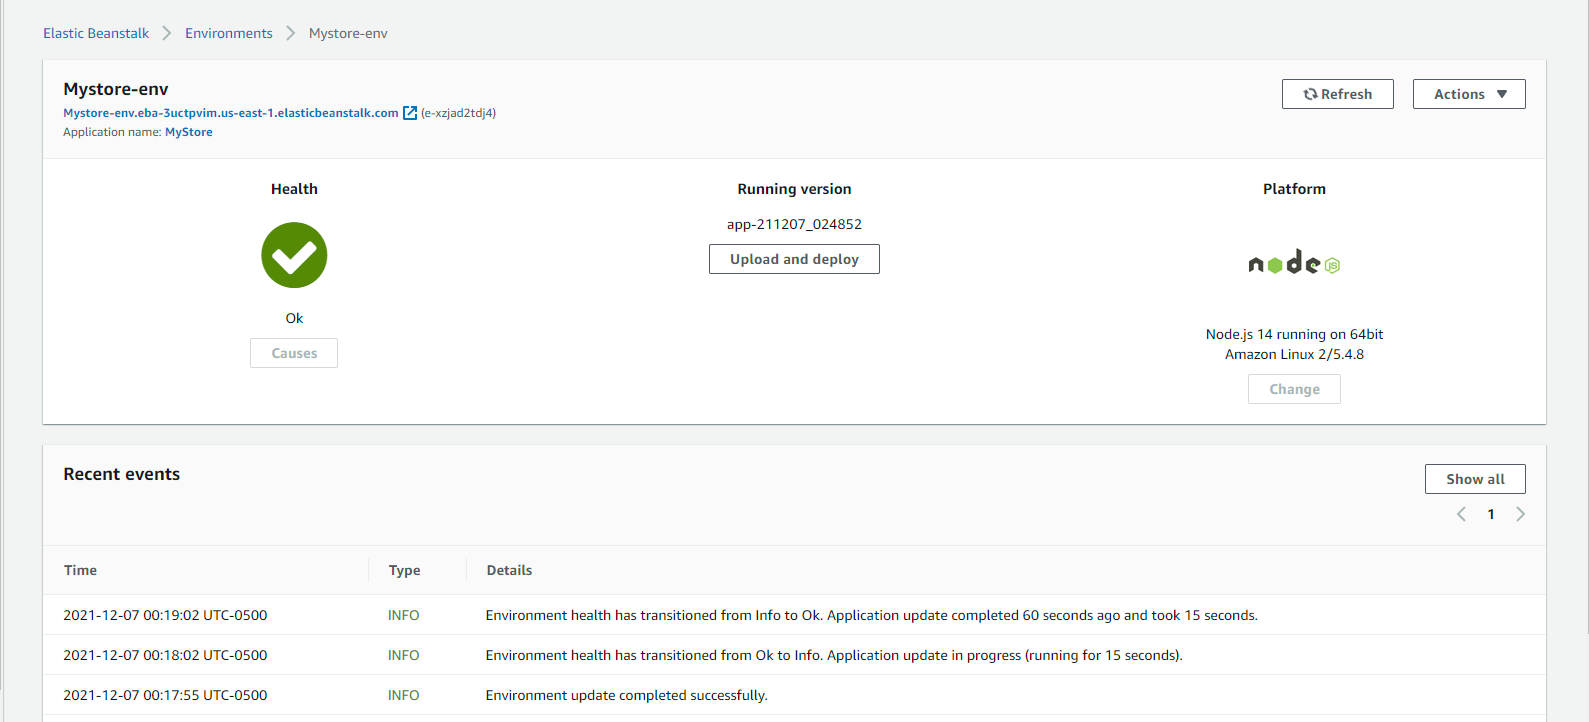 Elastic Beanstalk > Environments > Mystore-env
Mystore-env
Mystore-env.eba-3uctpvim.us-east-1.elasticbeanstalk.com (e-xzjad2tdj4)
Application name: MyStore
Refresh
Actions
Health
Ok
Causes
Running version
app-211207_024852
Upload and deploy
Platform
node JS
Node.js 14 running on 64bit
Amazon Linux 2/5.4.8
Change
Recent events
Show all
< 1 >
Time Type Details
2021-12-07 00:19:02 UTC-0500 INFO Environment health has transitioned from Info to Ok. Application update completed 60 seconds ago and took 15 seconds.
2021-12-07 00:18:02 UTC-0500 INFO Environment health has transitioned from Ok to Info. Application update in progress (running for 15 seconds).
2021-12-07 00:17:55 UTC-0500 INFO Environment update completed successfully.